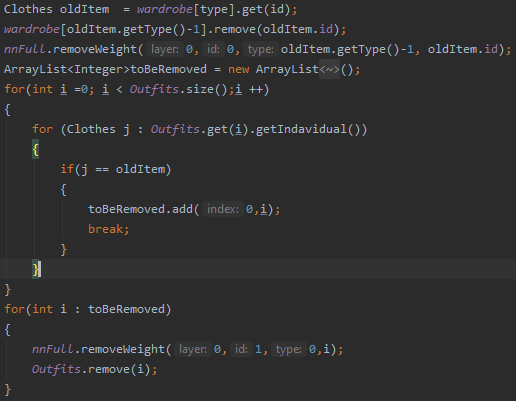 Clothes oldItem  = wardrobe[type].get(id);
wardrobe[oldItem.getType()-1].remove(oldItem.id);
nnFull.removeWeight( layer: 0, id: 0, type: oldItem.getType()-1, oldItem.id);
ArrayList<Integer>toBeRemoved = new ArrayList<~>();
for(int i =0; i < Outfits.size();i ++)
{
    for (Clothes j : Outfits.get(i).getIndavidual())
    {
        if(j == oldItem)
        {
            toBeRemoved.add( index: 0,i);
            break;
        }
    }
}
for(int i : toBeRemoved)
{
    nnFull.removeWeight( layer: 0, id: 1, type: 0,i);
    Outfits.remove(i);
}